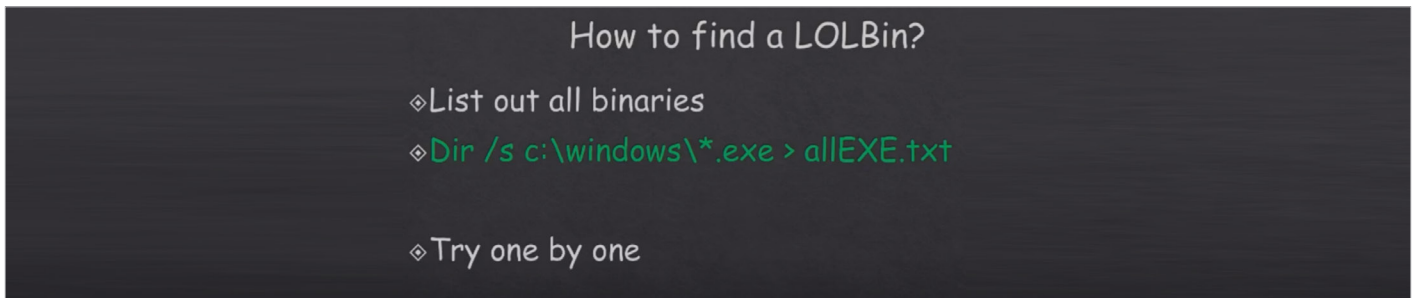 How to find a LOLBin?
List out all binaries
Dir /s c:\windows\*.exe > allEXE.txt
Try one by one